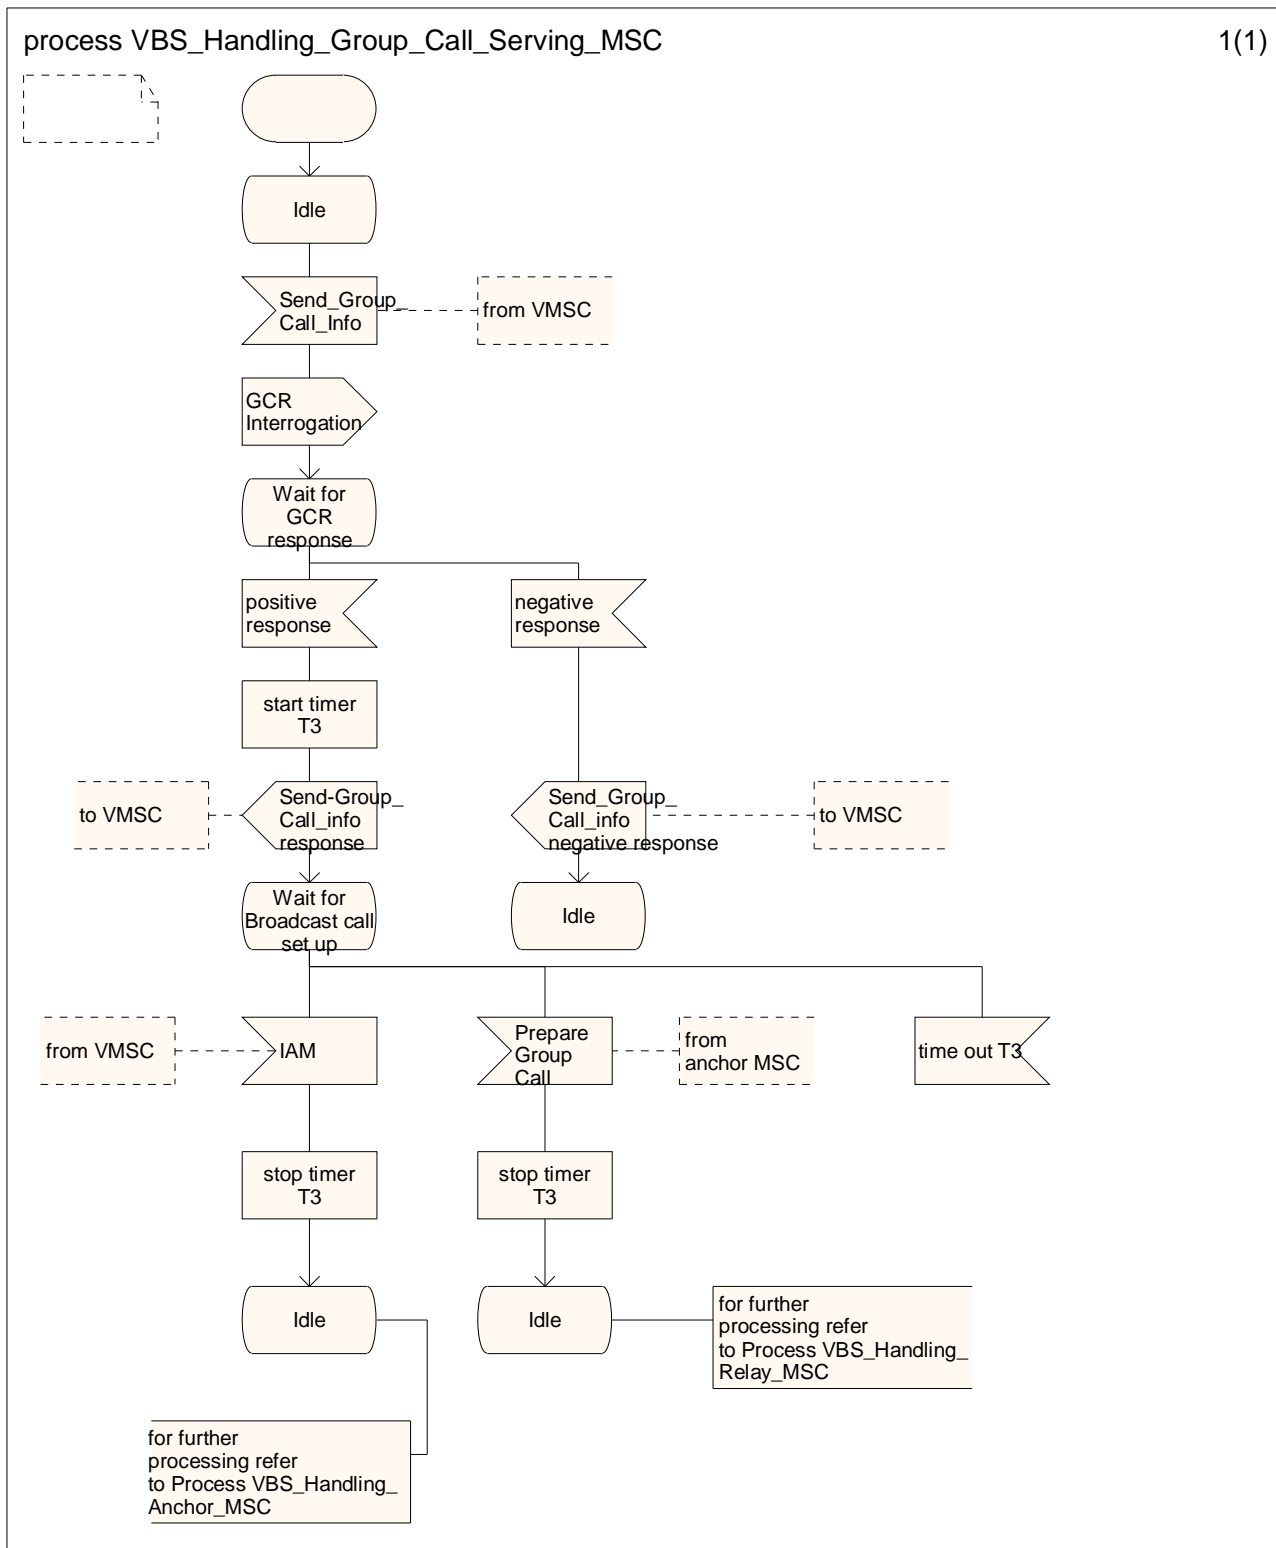 process VBS_Handling_Group_Call_Serving_MSC
1(1)
Idle
Send_Group_
Call_Info
from VMSC
GCR
Interrogation
Wait for
GCR
response
positive
response
negative
response
start timer
T3
to VMSC
Send-Group_
Call_info
response
Send_Group_
Call_info
negative response
to VMSC
Wait for
Broadcast call
set up
Idle
from VMSC
IAM
Prepare
Group
Call
from
anchor MSC
time out T3
stop timer
T3
stop timer
T3
Idle
Idle
for further
processing refer
to Process VBS_Handling_
Relay_MSC
for further
processing refer
to Process VBS_Handling_
Anchor_MSC